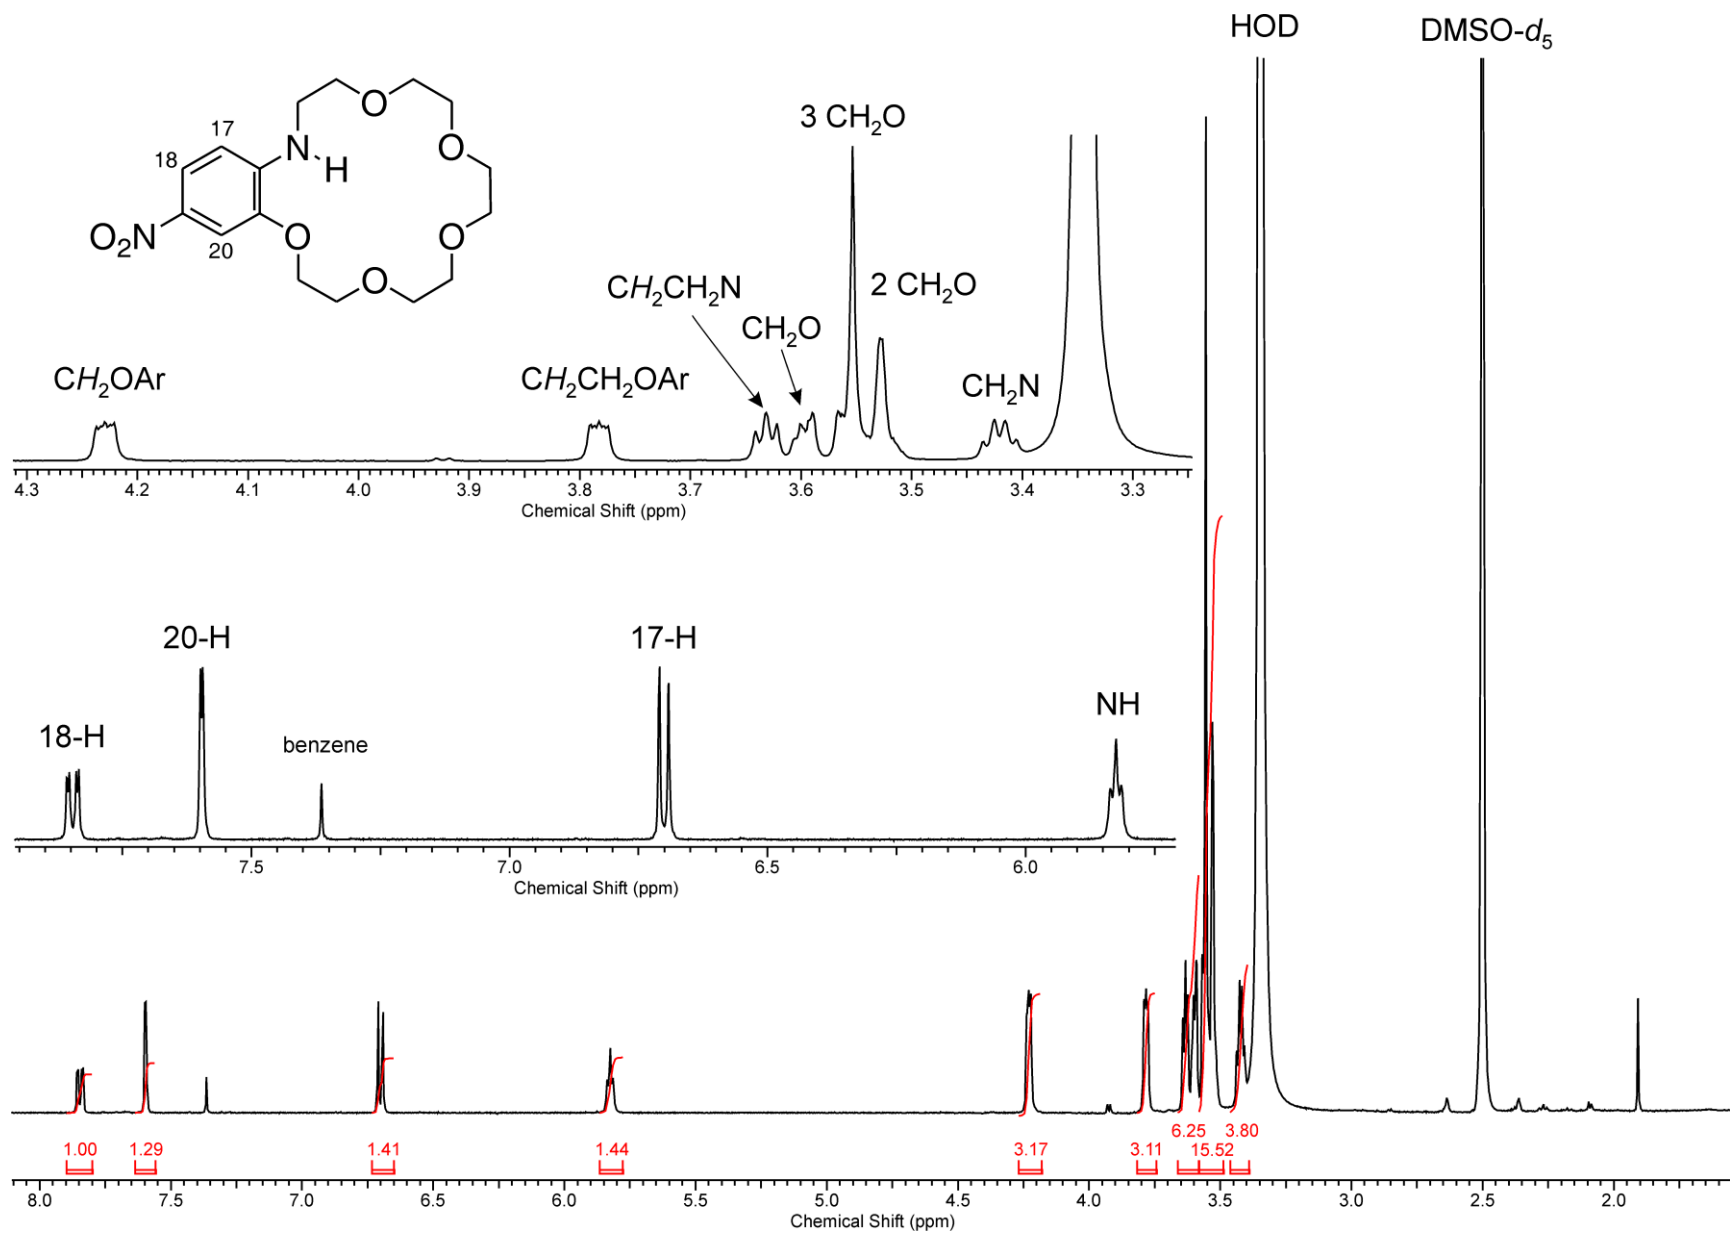 HOD
DMSO-d5
17
18
N
H
O
O
O
O
O
O2N
20
3 CH2O
2 CH2O
CH2CH2N
CH2O
CH2OAr
CH2CH2OAr
CH2N
4.3 4.2 4.1 4.0 3.9 3.8 3.7 3.6 3.5 3.4 3.3
Chemical Shift (ppm)
20-H
17-H
18-H
benzene
NH
7.5 7.0 6.5 6.0
Chemical Shift (ppm)
6.25 3.80
1.00 1.29 1.41 1.44 3.17 3.11 15.52
8.0 7.5 7.0 6.5 6.0 5.5 5.0 4.5 4.0 3.5 3.0 2.5 2.0
Chemical Shift (ppm)